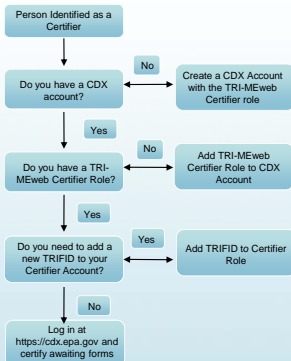 Person Identified as a
Certifier
Do you have a CDX
account?
No
Create a CDX Account
with the TRI-MEweb
Certifier role
Yes
Do you have a TRI-
MEweb Certifier Role?
No
Add TRI-MEweb
Certifier Role to CDX
Account
Yes
Do you need to add a
new TRIFID to your
Certifier Account?
Yes
Add TRIFID to Certifier
Role
No
Log in at
https://cdx.epa.gov and
certify awaiting forms